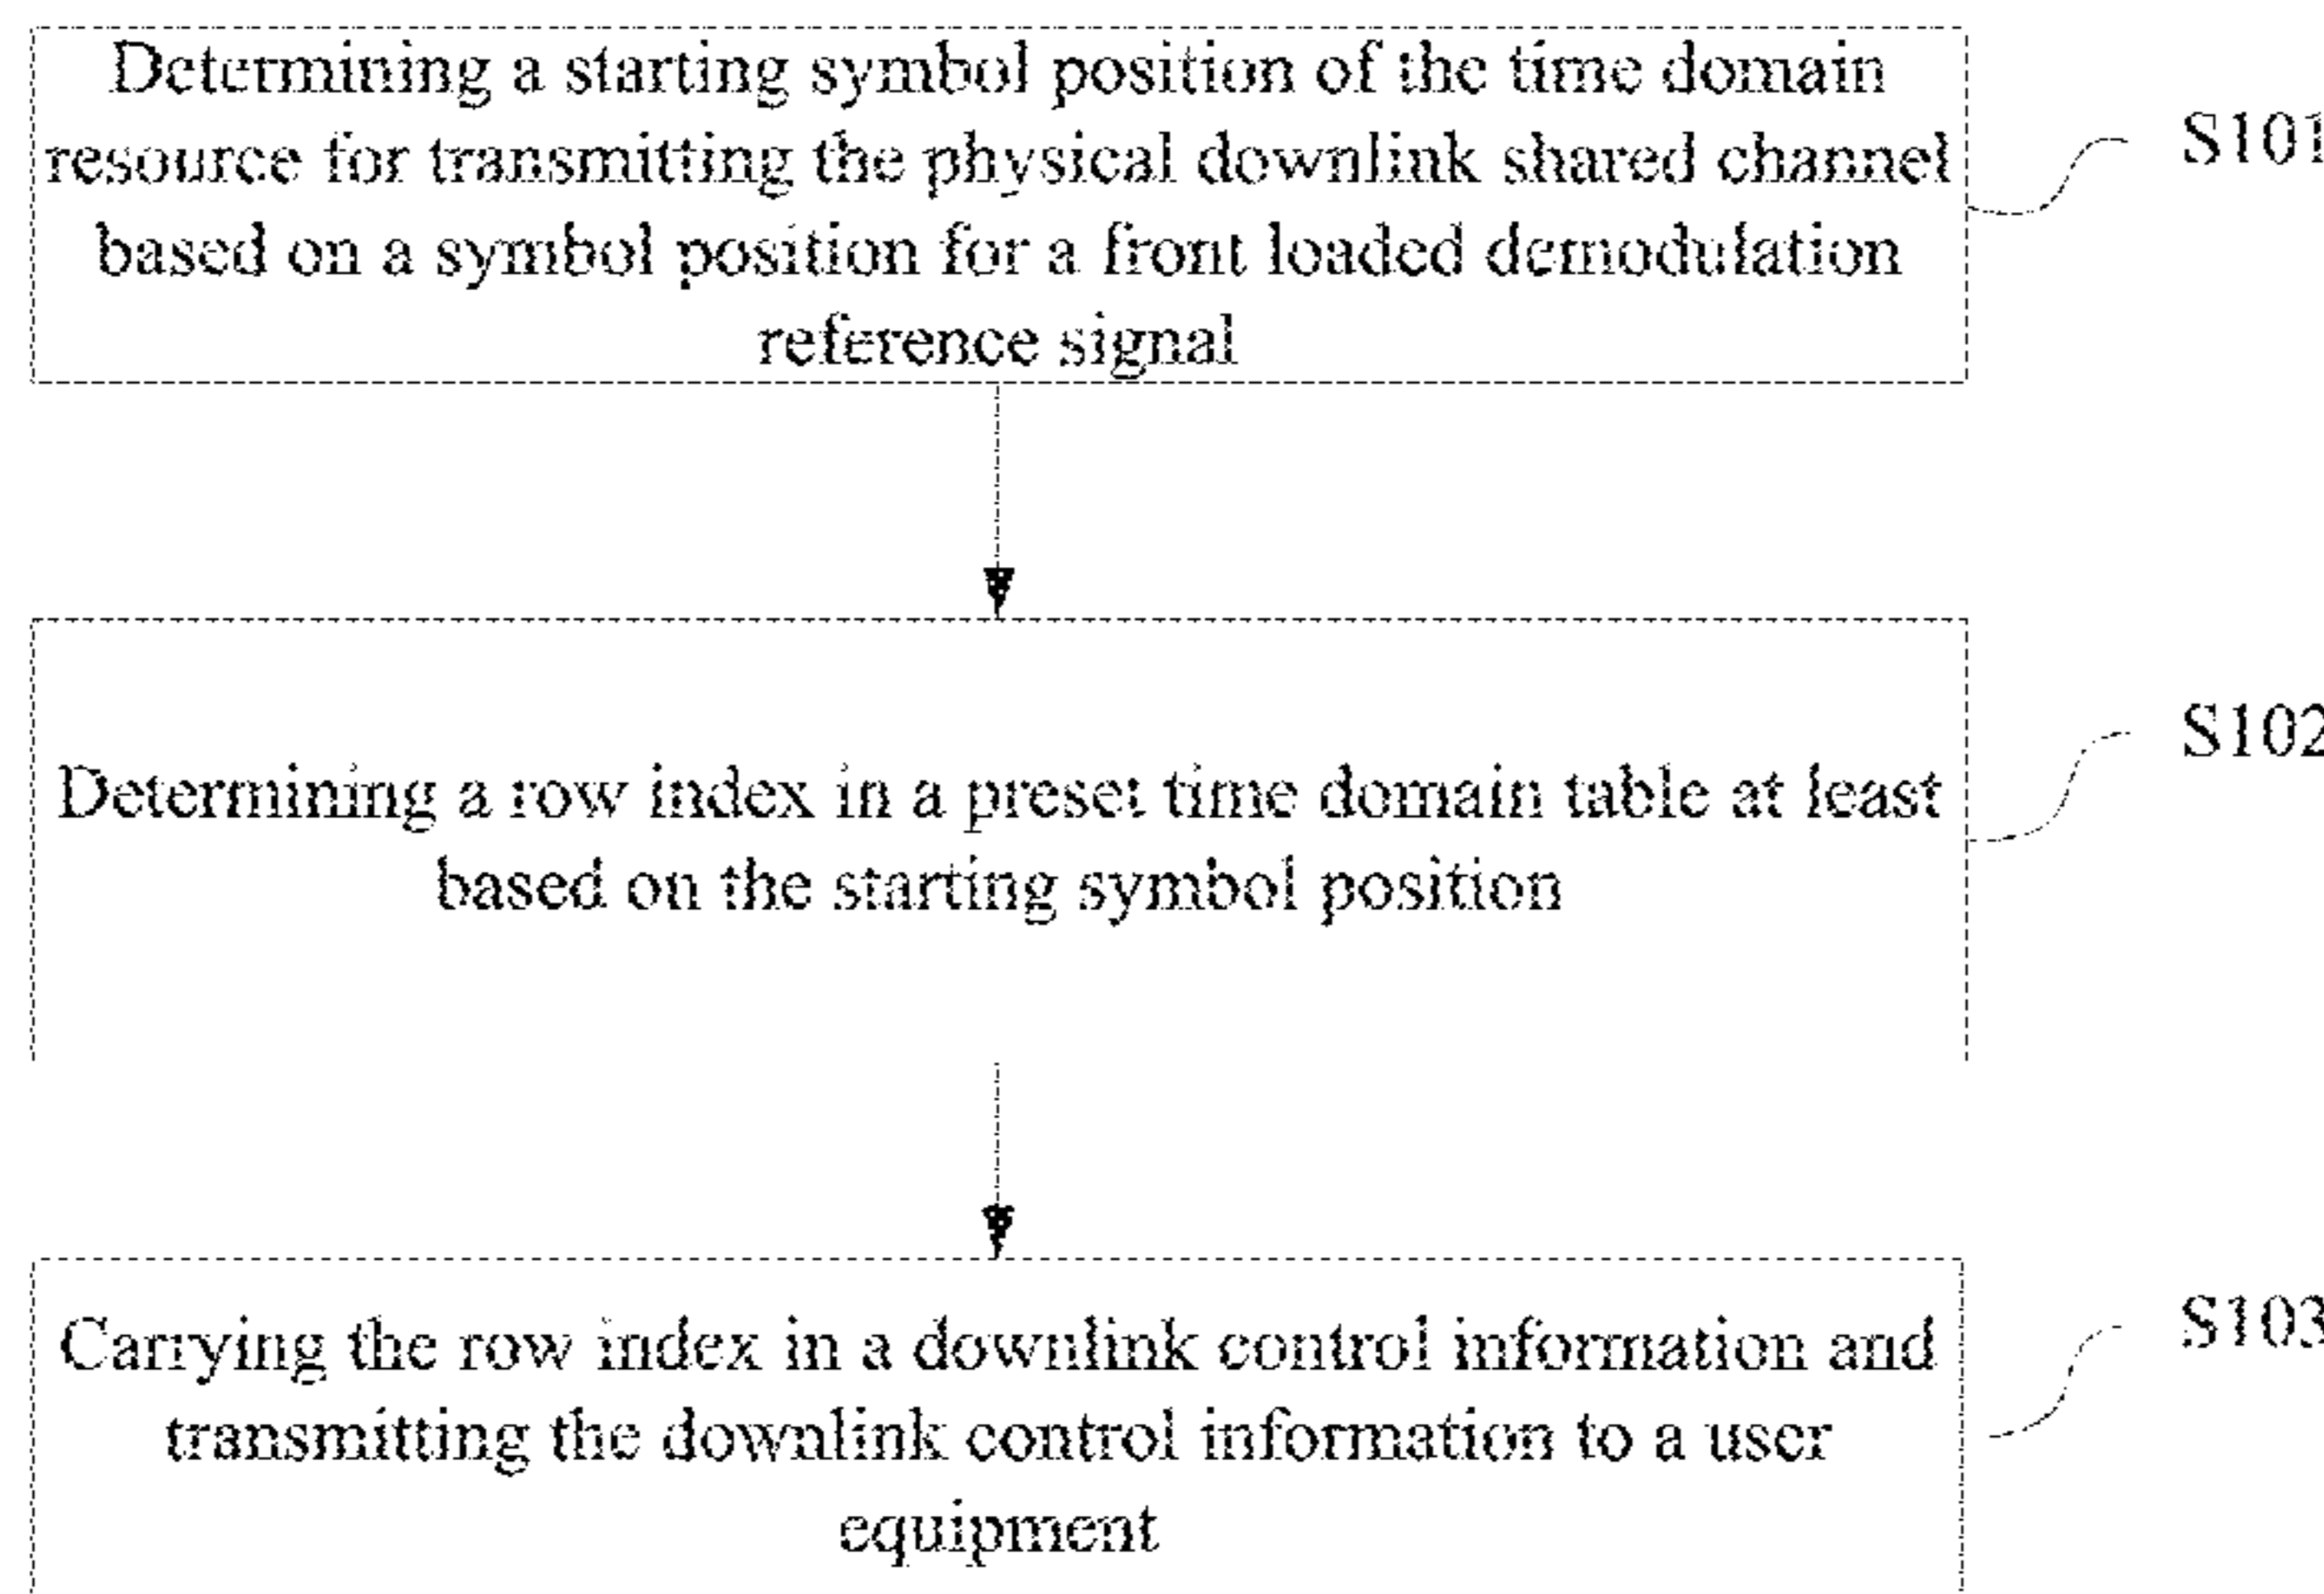 Determining a starting symbol position of the time domain
resource for transmitting the physical downlink shared channel
based on a symbol position for a front loaded demodulation
reference signal
S101
Determining a row index in a preset time domain table at least
based on the starting symbol position
S102
Carrying the row index in a downlink control information and
transmitting the downlink control information to a user
equipment
S103